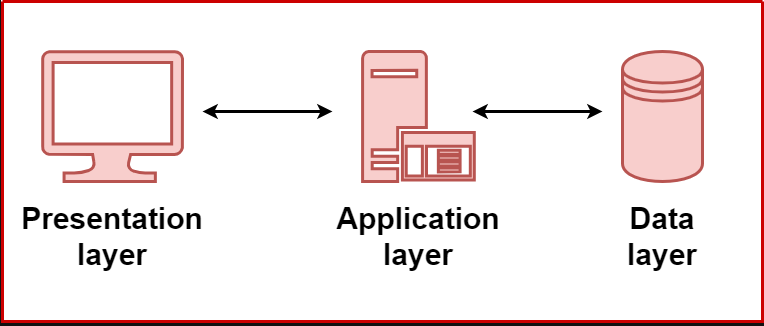 Presentation
layer
Application
layer
Data
layer